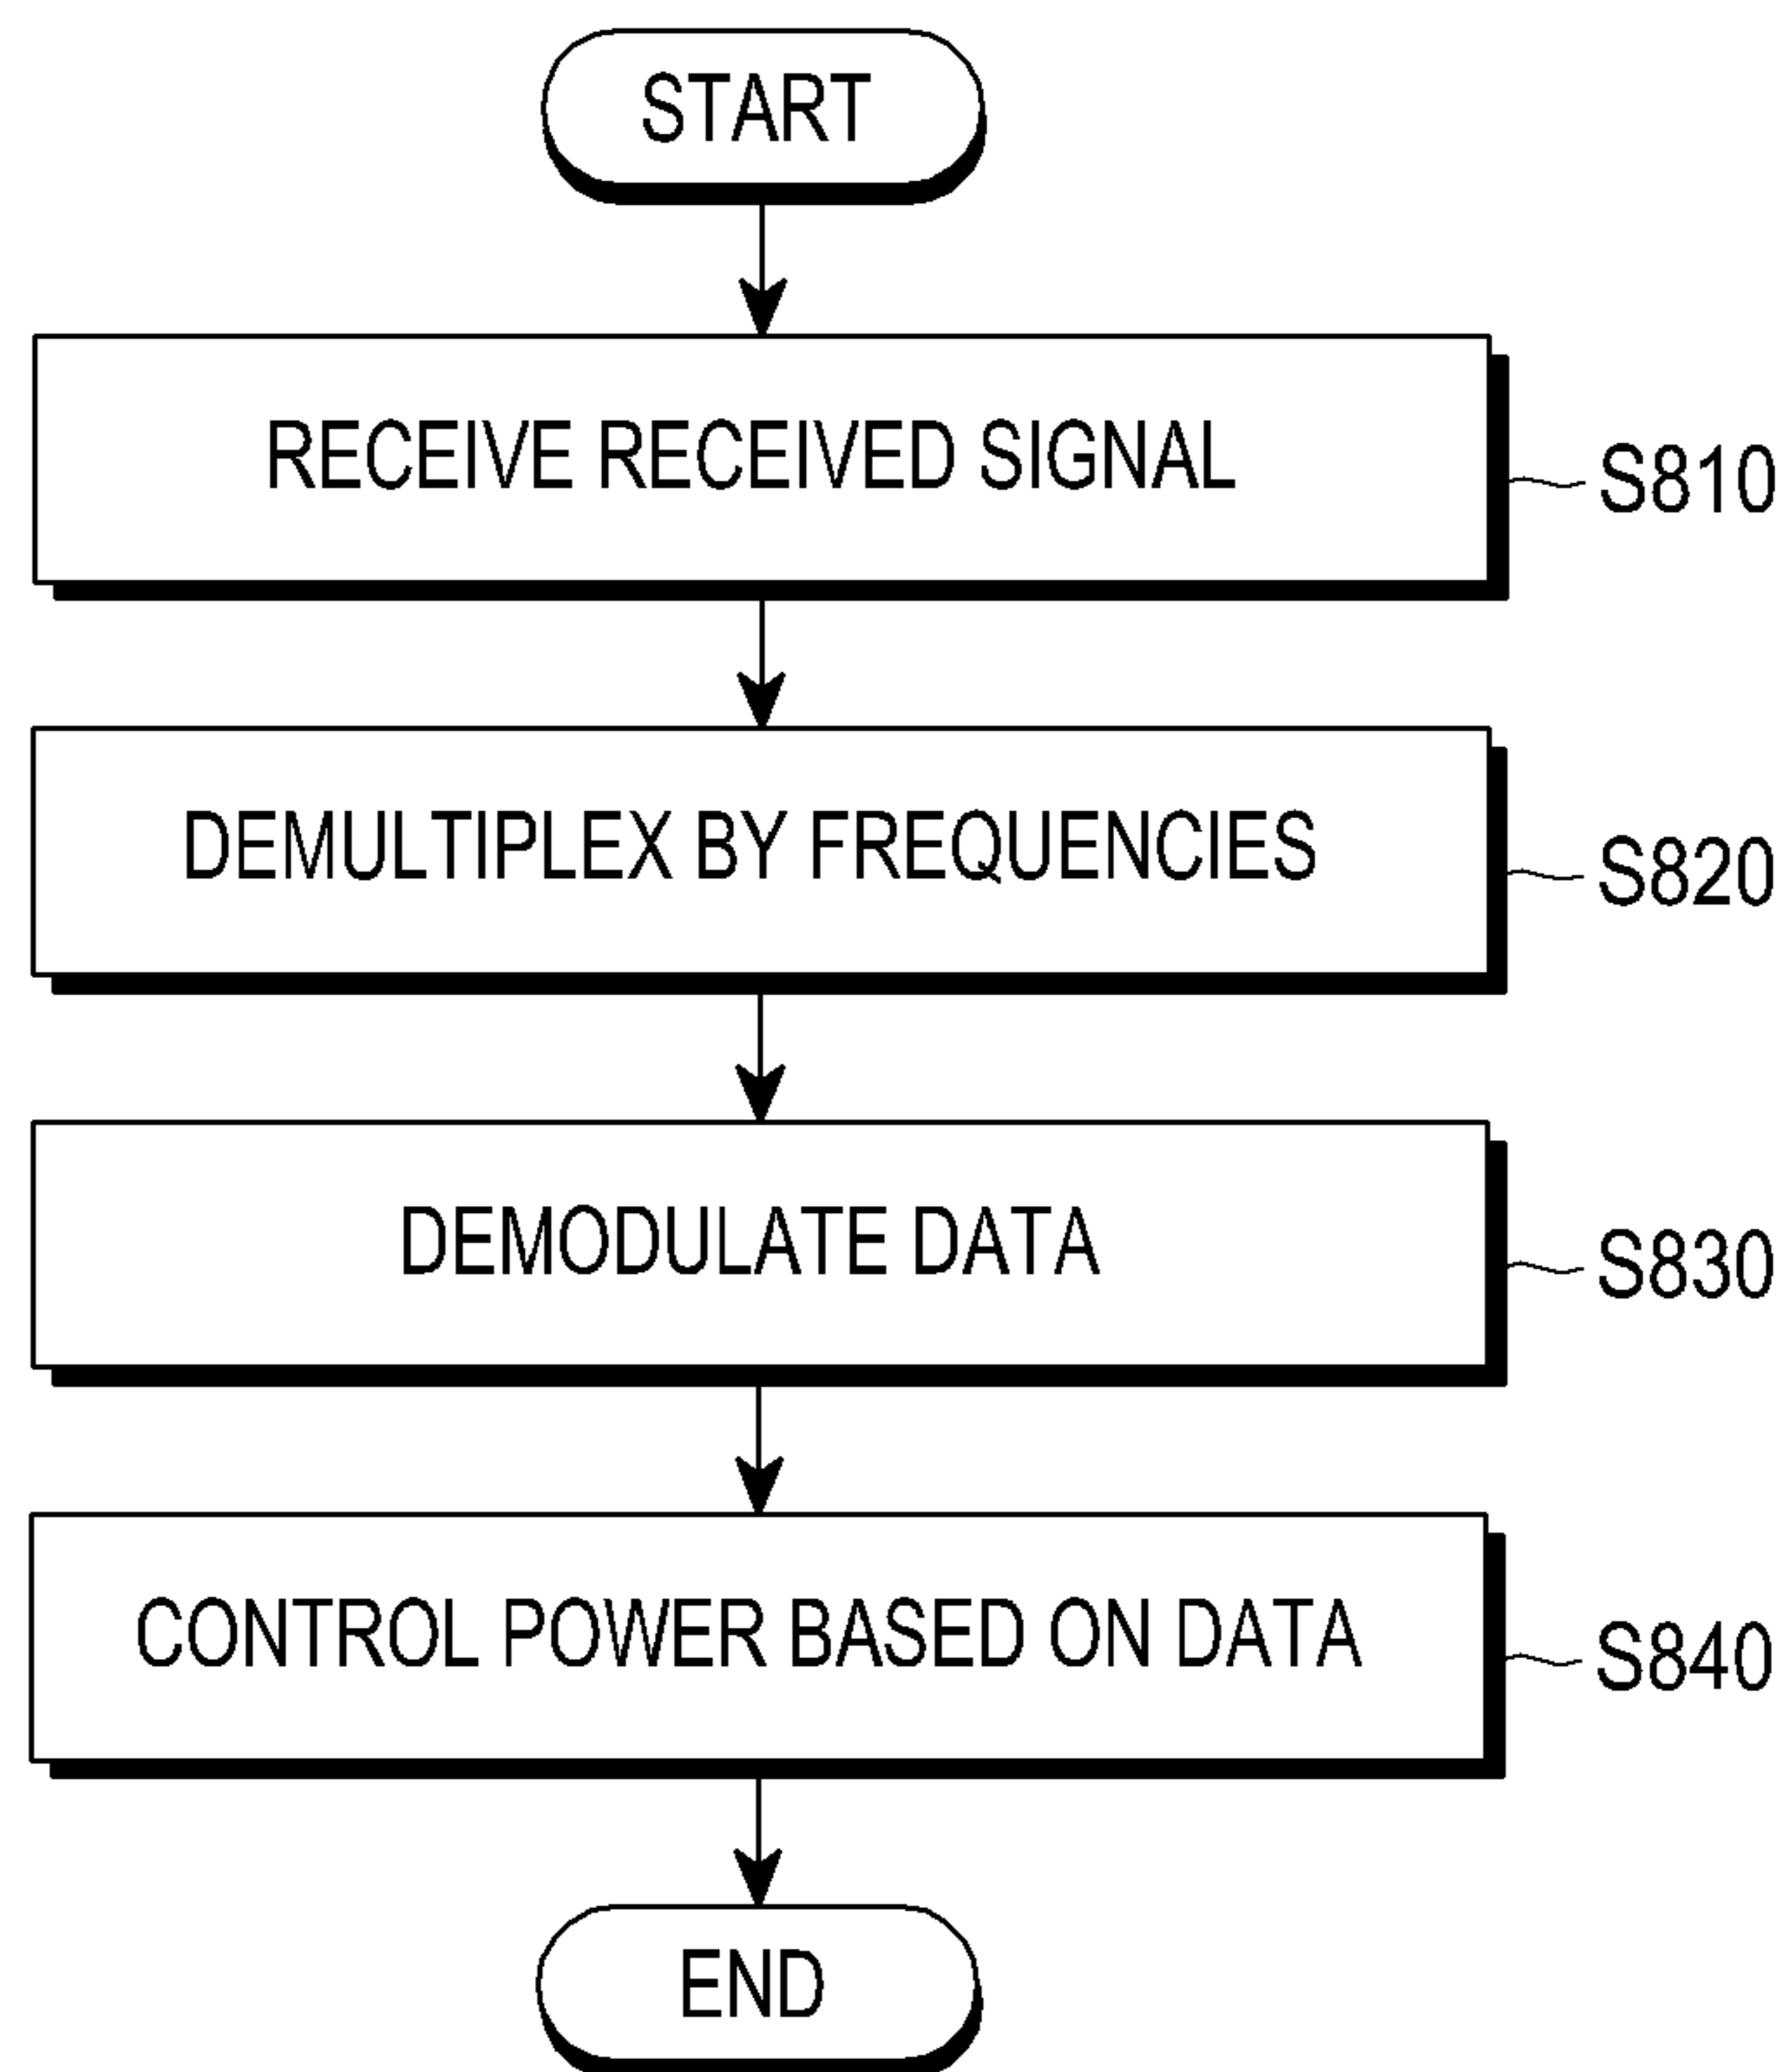 START
RECEIVE RECEIVED SIGNAL
S810
DEMULTIPLEX BY FREQUENCIES
S820
DEMODULATE DATA
S830
CONTROL POWER BASED ON DATA
S840
END